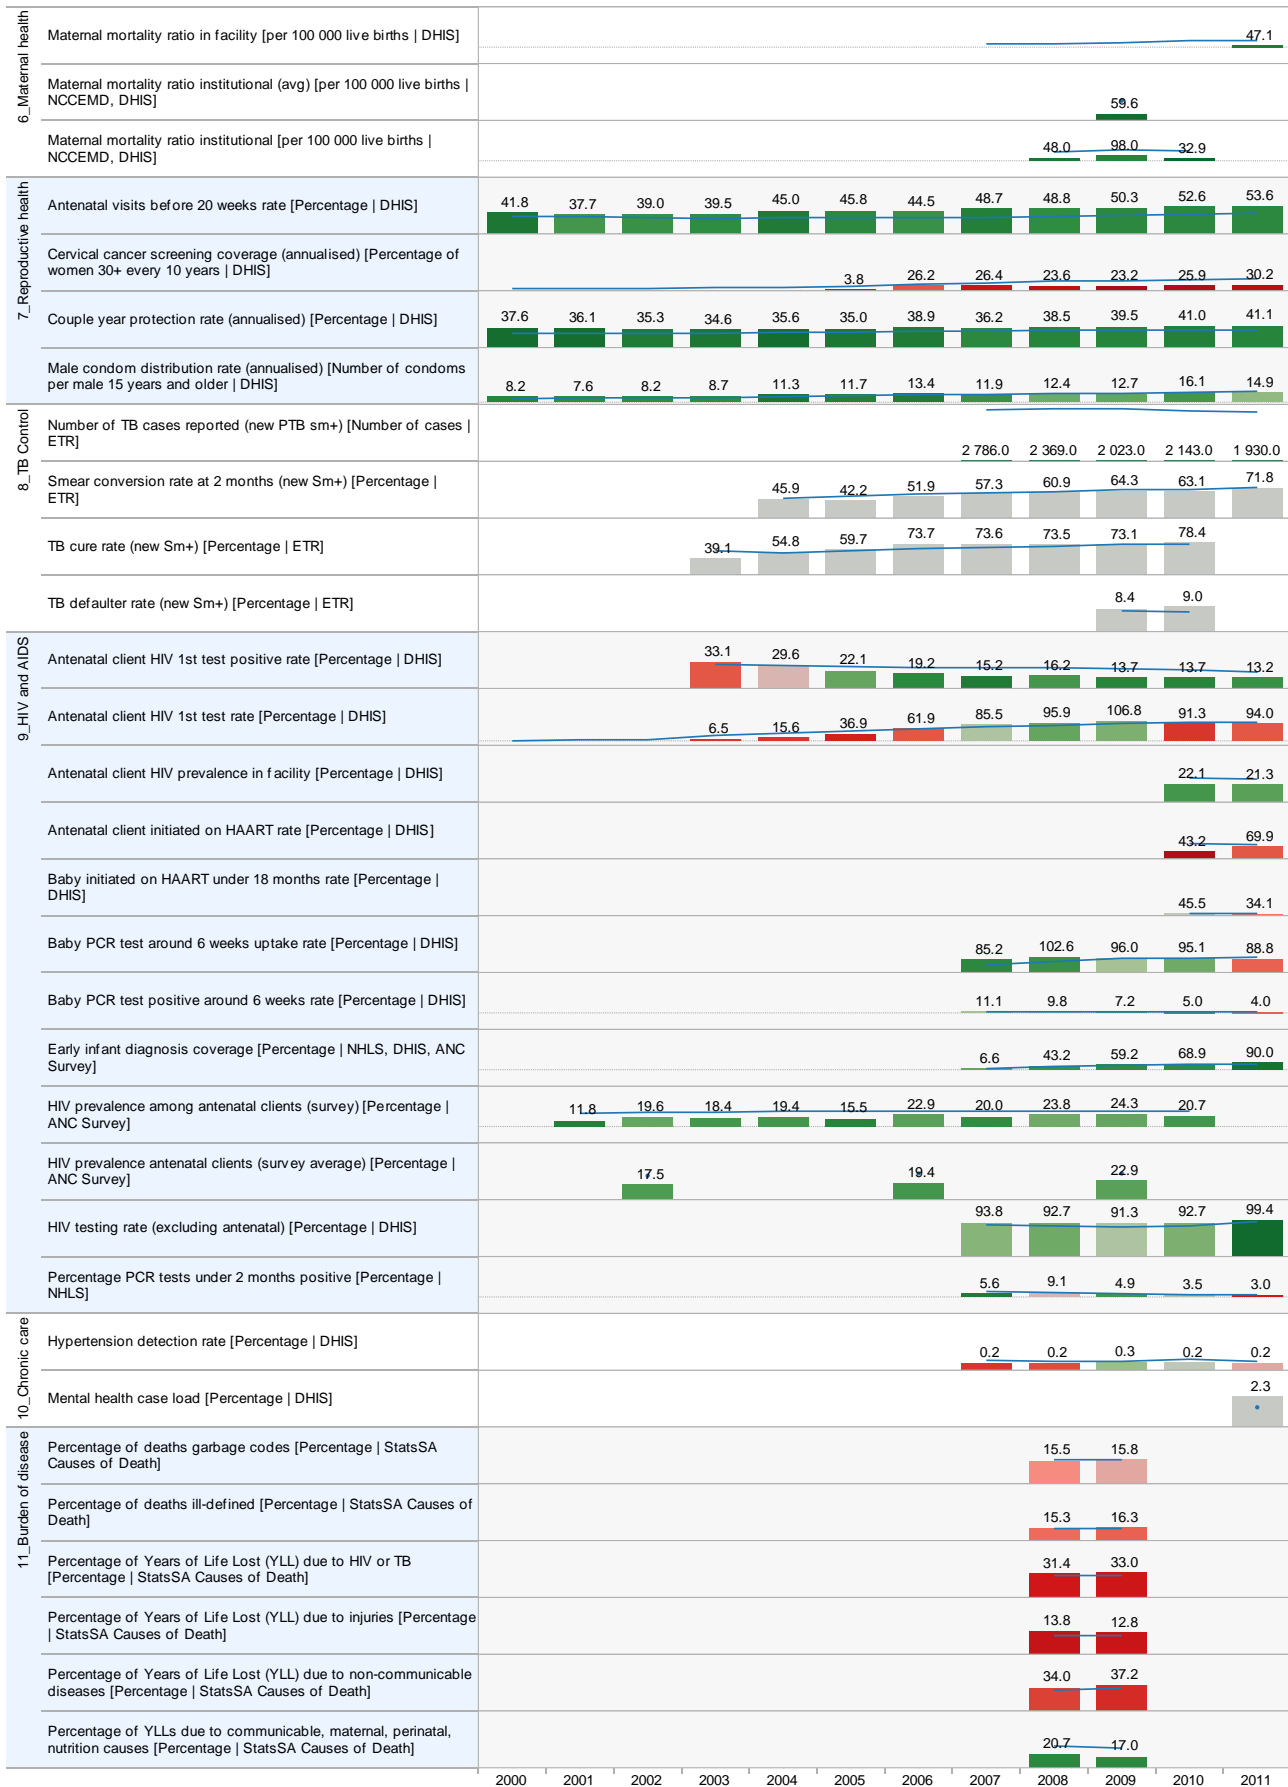 6_Maternal health
Maternal mortality ratio in facility [per 100 000 live births | DHIS]
47.1
Maternal mortality ratio institutional (avg) [per 100 000 live births |
NCCEMD, DHIS]
59.6
Maternal mortality ratio institutional [per 100 000 live births |
NCCEMD, DHIS]
48.0 98.0 32.9
7_Reproductive health
Antenatal visits before 20 weeks rate [Percentage | DHIS]
41.8 37.7 39.0 39.5 45.0 45.8 44.5 48.7 48.8 50.3 52.6 53.6
Cervical cancer screening coverage (annualised) [Percentage of
women 30+ every 10 years | DHIS]
3.8 26.2 26.4 23.6 23.2 25.9 30.2
Couple year protection rate (annualised) [Percentage | DHIS]
37.6 36.1 35.3 34.6 35.6 35.0 38.9 36.2 38.5 39.5 41.0 41.1
Male condom distribution rate (annualised) [Number of condoms
per male 15 years and older | DHIS]
8.2 7.6 8.2 8.7 11.3 11.7 13.4 11.9 12.4 12.7 16.1 14.9
8_TB Control
Number of TB cases reported (new PTB sm+) [Number of cases |
ETR]
2 786.0 2 369.0 2 023.0 2 143.0 1 930.0
Smear conversion rate at 2 months (new Sm+) [Percentage |
ETR]
45.9 42.2 51.9 57.3 60.9 64.3 63.1 71.8
TB cure rate (new Sm+) [Percentage | ETR]
39.1 54.8 59.7 73.7 73.6 73.5 73.1 78.4
TB defaulter rate (new Sm+) [Percentage | ETR]
8.4 9.0
9_HIV and AIDS
Antenatal client HIV 1st test positive rate [Percentage | DHIS]
33.1 29.6 22.1 19.2 15.2 16.2 13.7 13.7 13.2
Antenatal client HIV 1st test rate [Percentage | DHIS]
6.5 15.6 36.9 61.9 85.5 95.9 106.8 91.3 94.0
Antenatal client HIV prevalence in facility [Percentage | DHIS]
22.1 21.3
Antenatal client initiated on HAART rate [Percentage | DHIS]
43.2 69.9
Baby initiated on HAART under 18 months rate [Percentage |
DHIS]
45.5 34.1
Baby PCR test around 6 weeks uptake rate [Percentage | DHIS]
85.2 102.6 96.0 95.1 88.8
Baby PCR test positive around 6 weeks rate [Percentage | DHIS]
11.1 9.8 7.2 5.0 4.0
Early infant diagnosis coverage [Percentage | NHLS, DHIS, ANC
Survey]
6.6 43.2 59.2 68.9 90.0
HIV prevalence among antenatal clients (survey) [Percentage |
ANC Survey]
11.8 19.6 18.4 19.4 15.5 22.9 20.0 23.8 24.3 20.7
HIV prevalence antenatal clients (survey average) [Percentage |
ANC Survey]
17.5 19.4 22.9
HIV testing rate (excluding antenatal) [Percentage | DHIS]
93.8 92.7 91.3 92.7 99.4
Percentage PCR tests under 2 months positive [Percentage |
NHLS]
5.6 9.1 4.9 3.5 3.0
10_Chronic care
Hypertension detection rate [Percentage | DHIS]
0.2 0.2 0.3 0.2 0.2
Mental health case load [Percentage | DHIS]
2.3
11_Burden of disease
Percentage of deaths garbage codes [Percentage | StatsSA
Causes of Death]
15.5 15.8
Percentage of deaths ill-defined [Percentage | StatsSA Causes of
Death]
15.3 16.3
Percentage of Years of Life Lost (YLL) due to HIV or TB
[Percentage | StatsSA Causes of Death]
31.4 33.0
Percentage of Years of Life Lost (YLL) due to injuries [Percentage
| StatsSA Causes of Death]
13.8 12.8
Percentage of Years of Life Lost (YLL) due to non-communicable
diseases [Percentage | StatsSA Causes of Death]
34.0 37.2
Percentage of YLLs due to communicable, maternal, perinatal,
nutrition causes [Percentage | StatsSA Causes of Death]
20.7 17.0
2000 2001 2002 2003 2004 2005 2006 2007 2008 2009 2010 2011